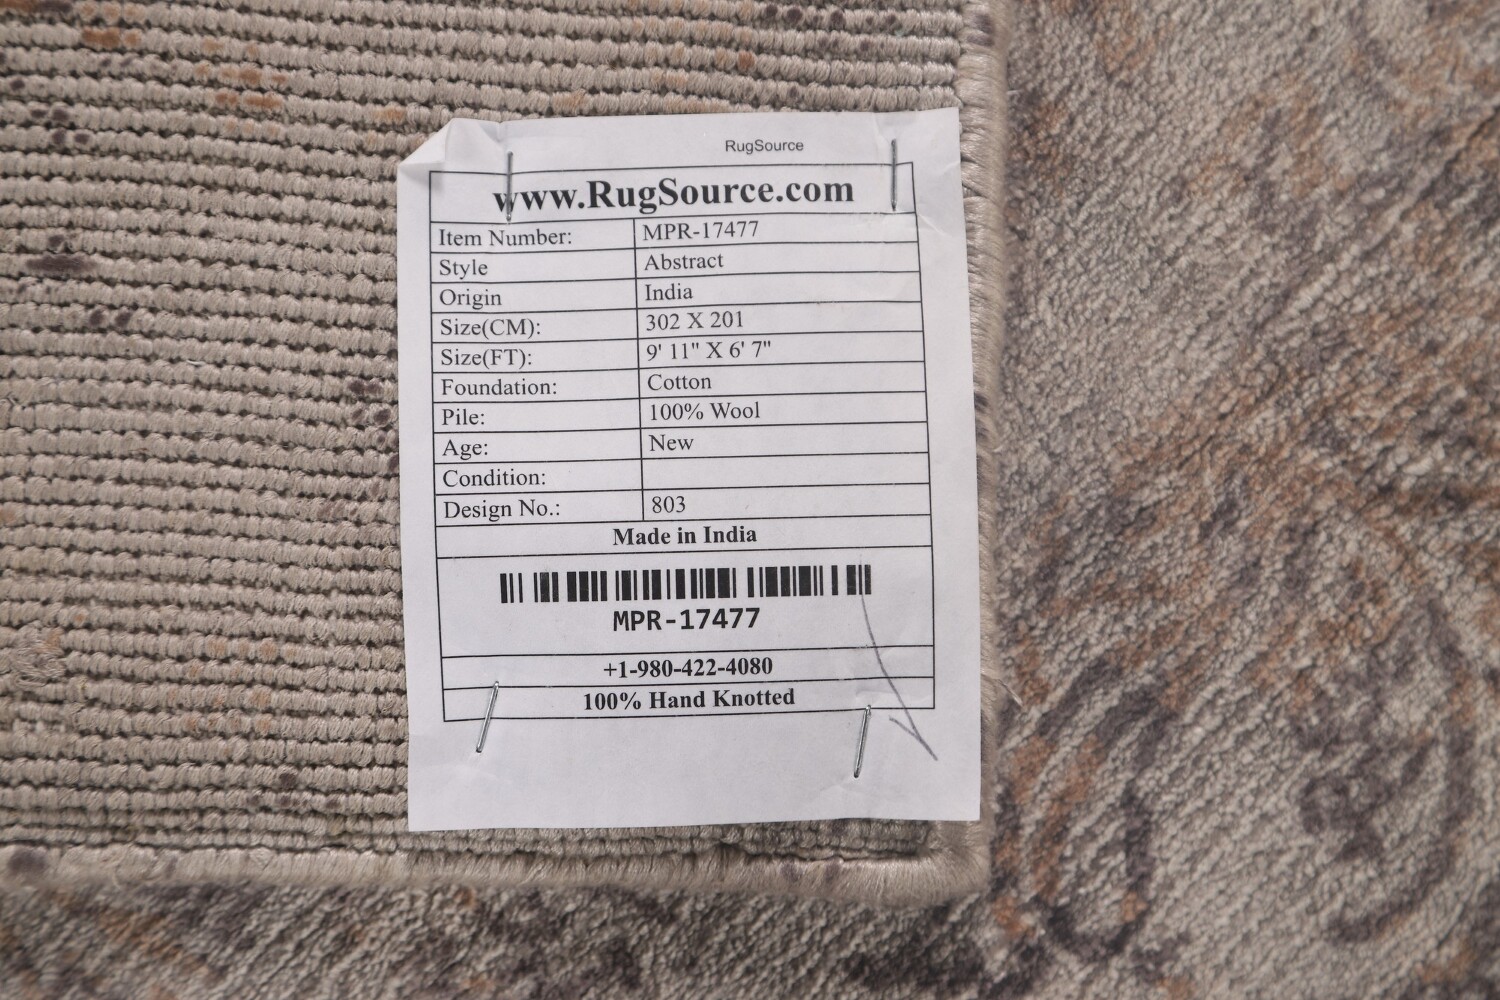 RugSource
www.RugSource.com
Item Number: MPR-17477
Style Abstract
Origin India
Size(CM): 302 X 201
Size(FT): 9' 11" X 6' 7"
Foundation: Cotton
Pile: 100% Wool
Age: New
Condition:
Design No.: 803
Made in India
MPR-17477
+1-980-422-4080
100% Hand Knotted